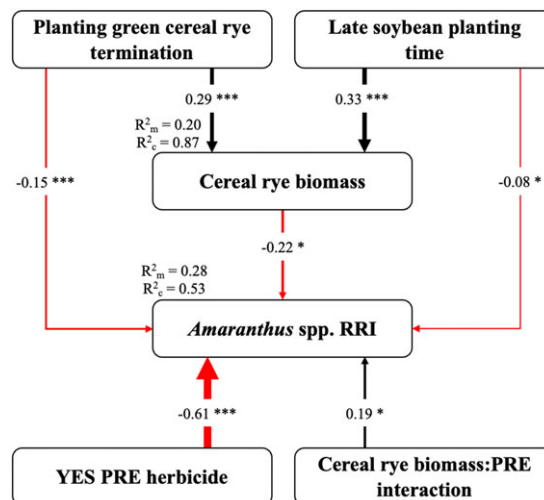 Planting green cereal rye
termination
Late soybean planting
time
0.29 ***
0.33 ***
R²m = 0.20
R²c = 0.87
-0.15 ***
Cereal rye biomass
-0.08 *
-0.22 *
R²m = 0.28
R²c = 0.53
Amaranthus spp. RRI
-0.61 ***
0.19 *
YES PRE herbicide
Cereal rye biomass:PRE
interaction